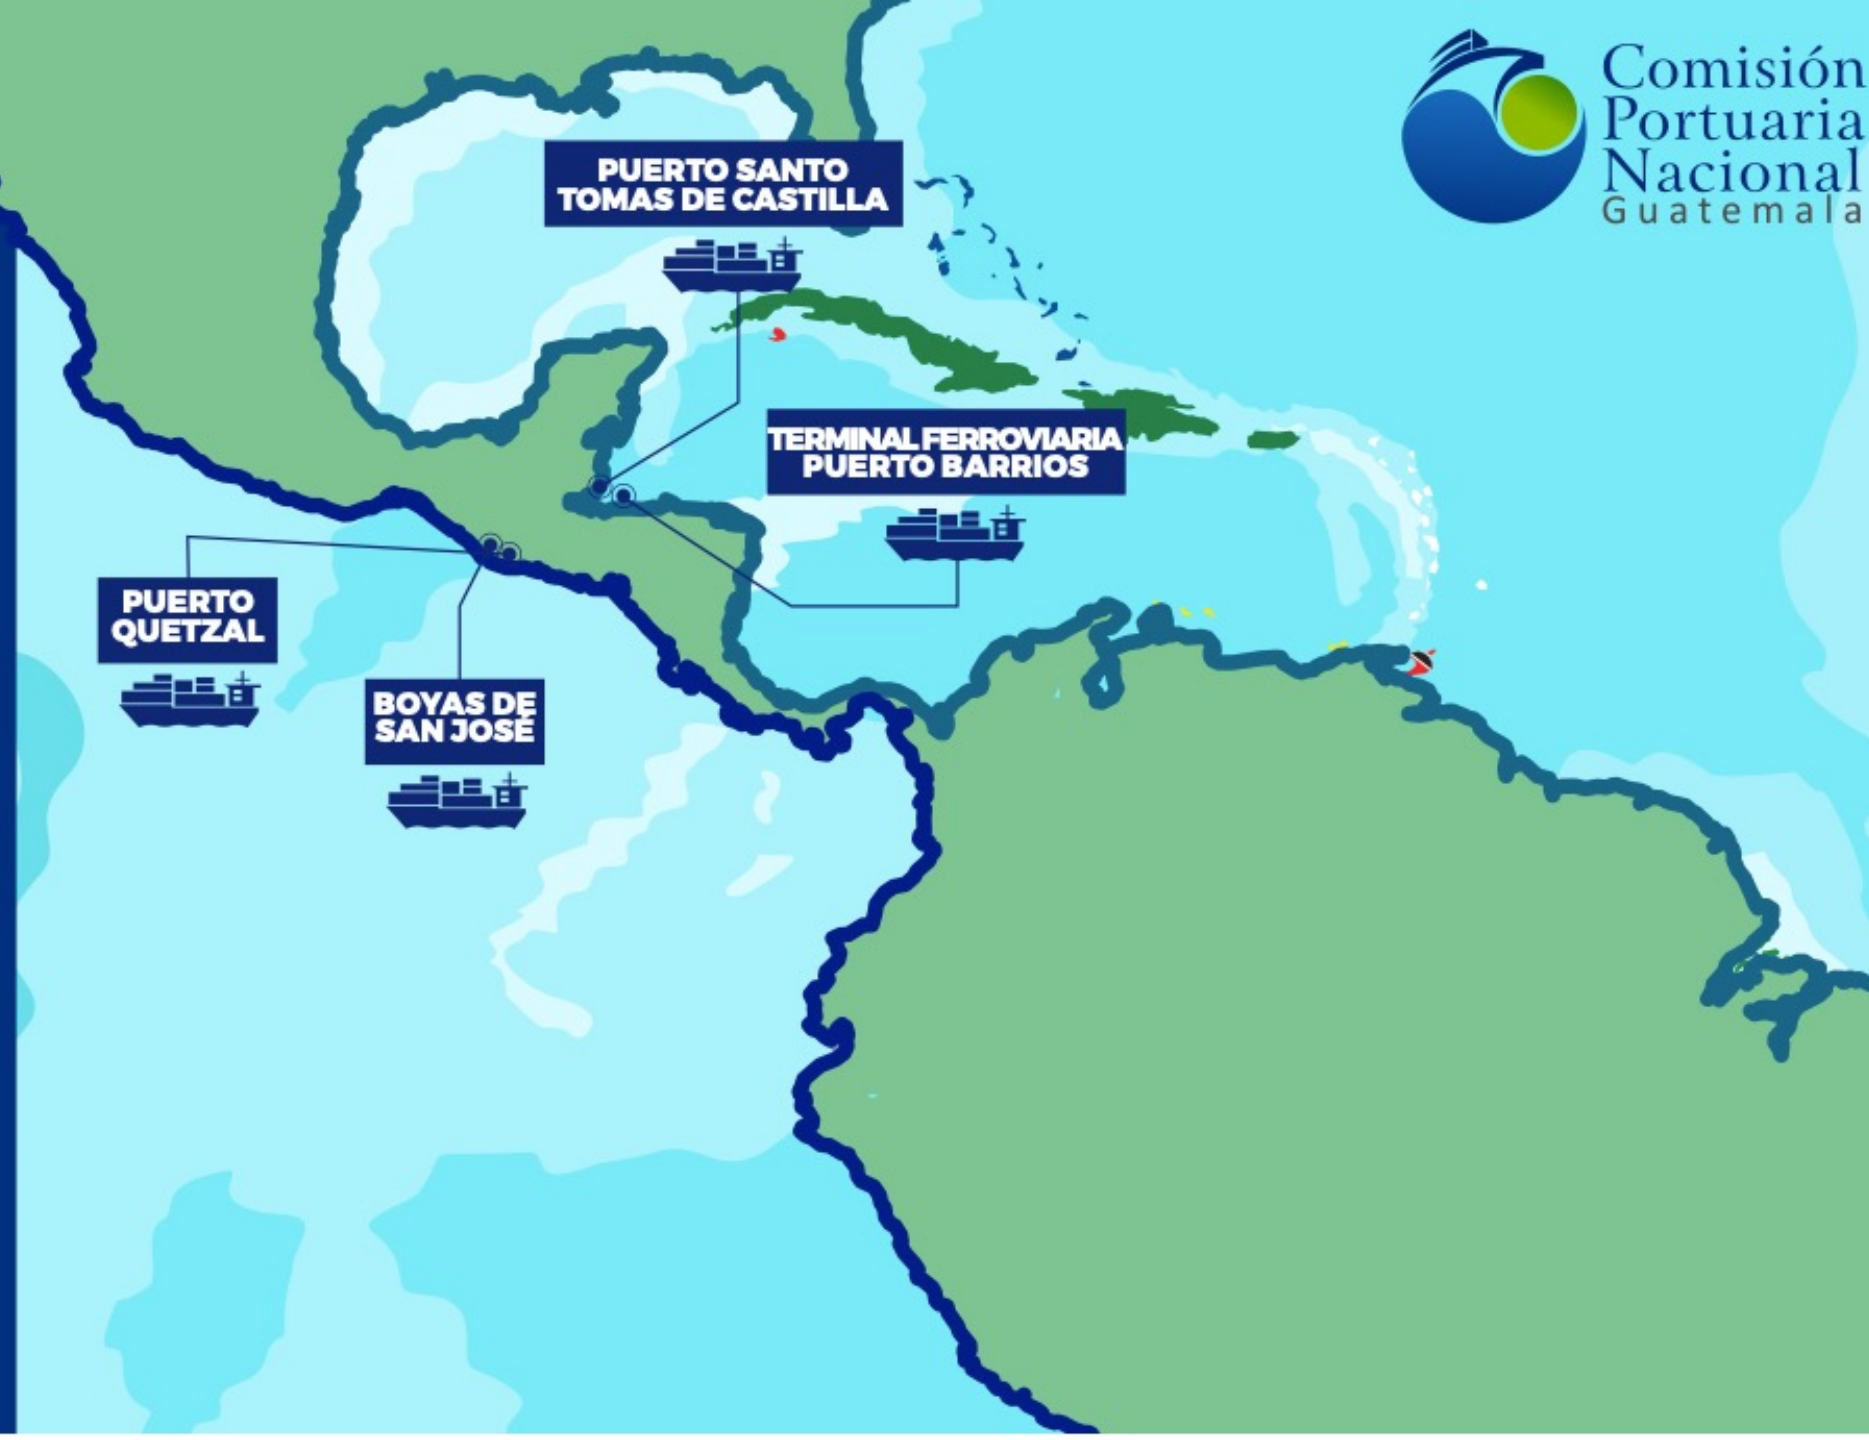 Comisión
Portuaria
Nacional
Guatemala
PUERTO SANTO
TOMAS DE CASTILLA
TERMINAL FERROVIARIA
PUERTO BARRIOS
PUERTO
QUETZAL
BOYAS DE
SAN JOSÉ